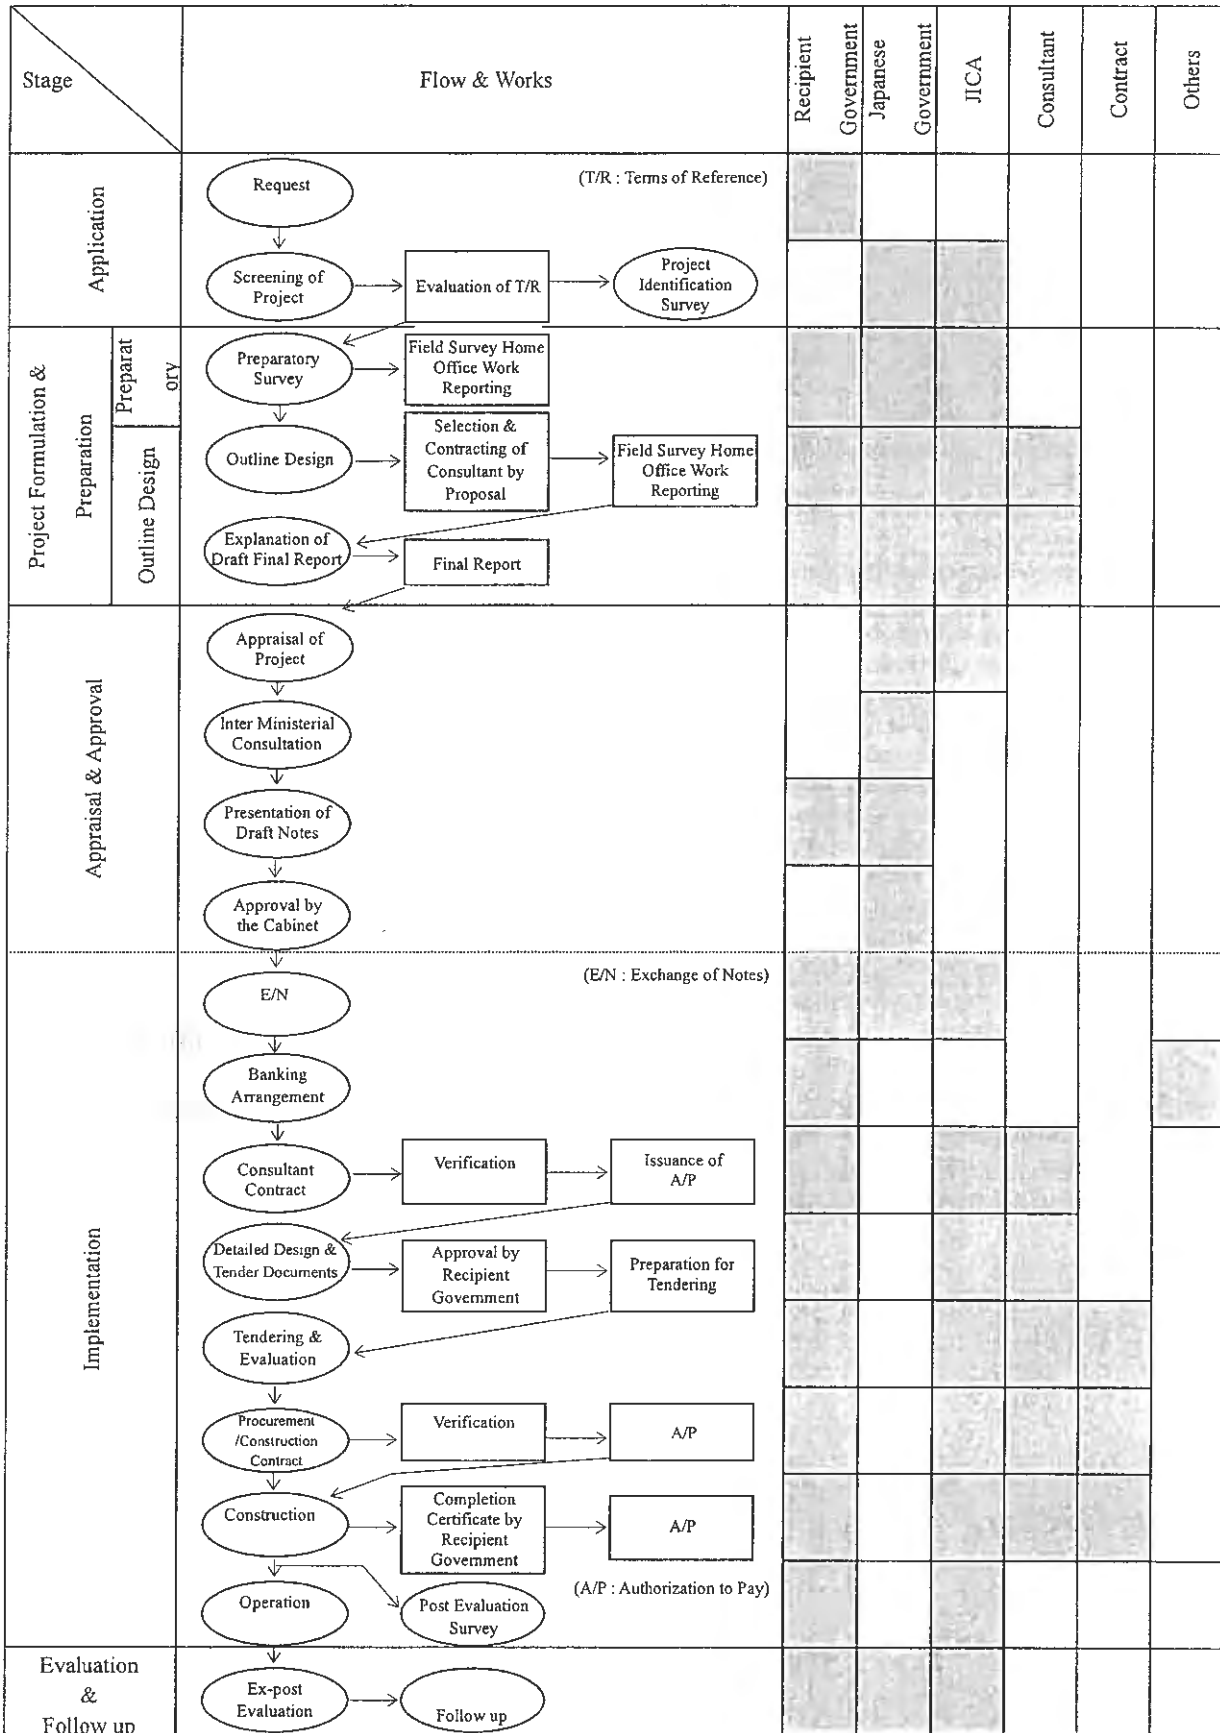 Stage
Flow & Works
Recipient
Government
Japanese
Government
JICA
Consultant
Contract
Others
Application
Request
(T/R : Terms of Reference)
Screening of
Project
Evaluation of T/R
Project
Identification
Survey
Project Formulation &
Preparation
Preparat
ory
Preparatory
Survey
Field Survey Home
Office Work
Reporting
Outline Design
Outline Design
Selection &
Contracting of
Consultant by
Proposal
Field Survey Home
Office Work
Reporting
Explanation of
Draft Final Report
Final Report
Appraisal & Approval
Appraisal of
Project
Inter Ministerial
Consultation
Presentation of
Draft Notes
Approval by
the Cabinet
Implementation
E/N
(E/N : Exchange of Notes)
Banking
Arrangement
Consultant
Contract
Verification
Issuance of
A/P
Detailed Design &
Tender Documents
Approval by
Recipient
Government
Preparation for
Tendering
Tendering &
Evaluation
Procurement
/Construction
Contract
Verification
A/P
Construction
Completion
Certificate by
Recipient
Government
A/P
(A/P : Authorization to Pay)
Operation
Post Evaluation
Survey
Evaluation
&
Follow up
Ex-post
Evaluation
Follow up